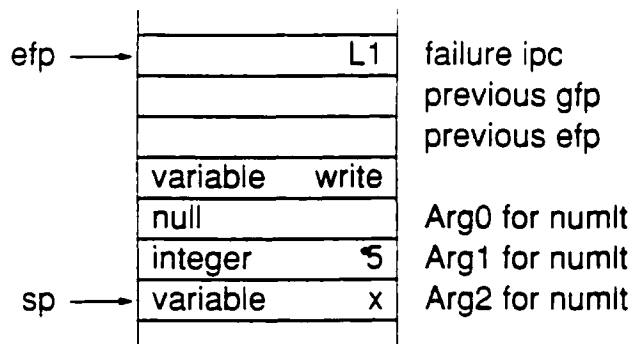 efp L1 failure ipc
previous gfp
previous efp
variable write
null Arg0 for numlt
integer 5 Arg1 for numlt
sp variable x Arg2 for numlt